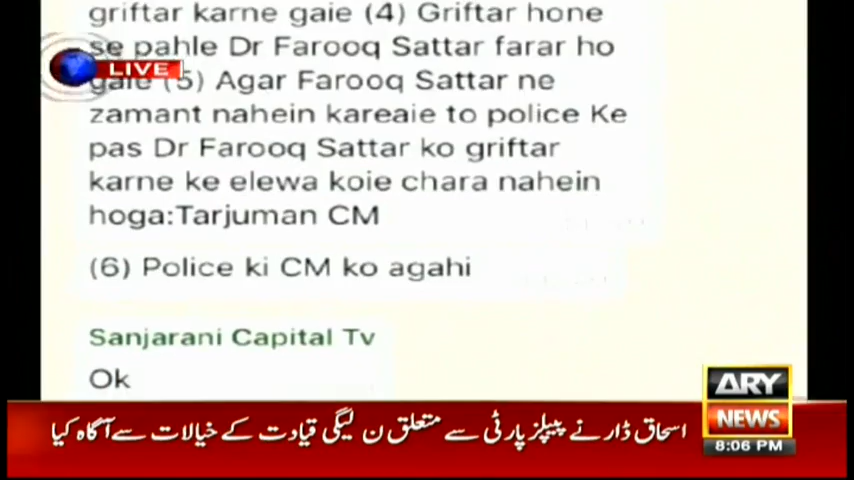 griftar karne gaie (4) Griftar hone
se pahle Dr Farooq Sattar farar ho
LIVE
gaie (5) Agar Farooq Sattar ne
zamant nahein kareaie to police Ke
pas Dr Farooq Sattar ko griftar
karne ke elewa koie chara nahein
hoga:Tarjuman CM
(6) Police ki CM ko agahi
Sanjarani Capital Tv
Ok
ARY
NEWS
8:06 PM
اسحاق ڈار نے پیپلز پارٹی سے متعلق ن لیگی قیادت کے خیالات سے آگاہ کیا